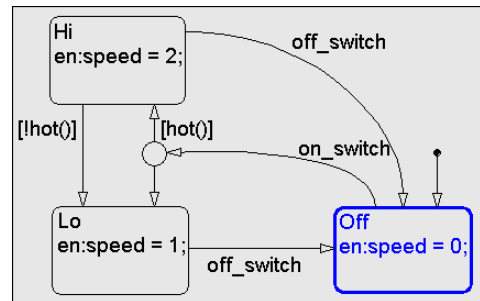 Hi
en:speed = 2;
off_switch
[!hot()]
[hot()]
on_switch
Lo
en:speed = 1;
off_switch
Off
en:speed = 0;